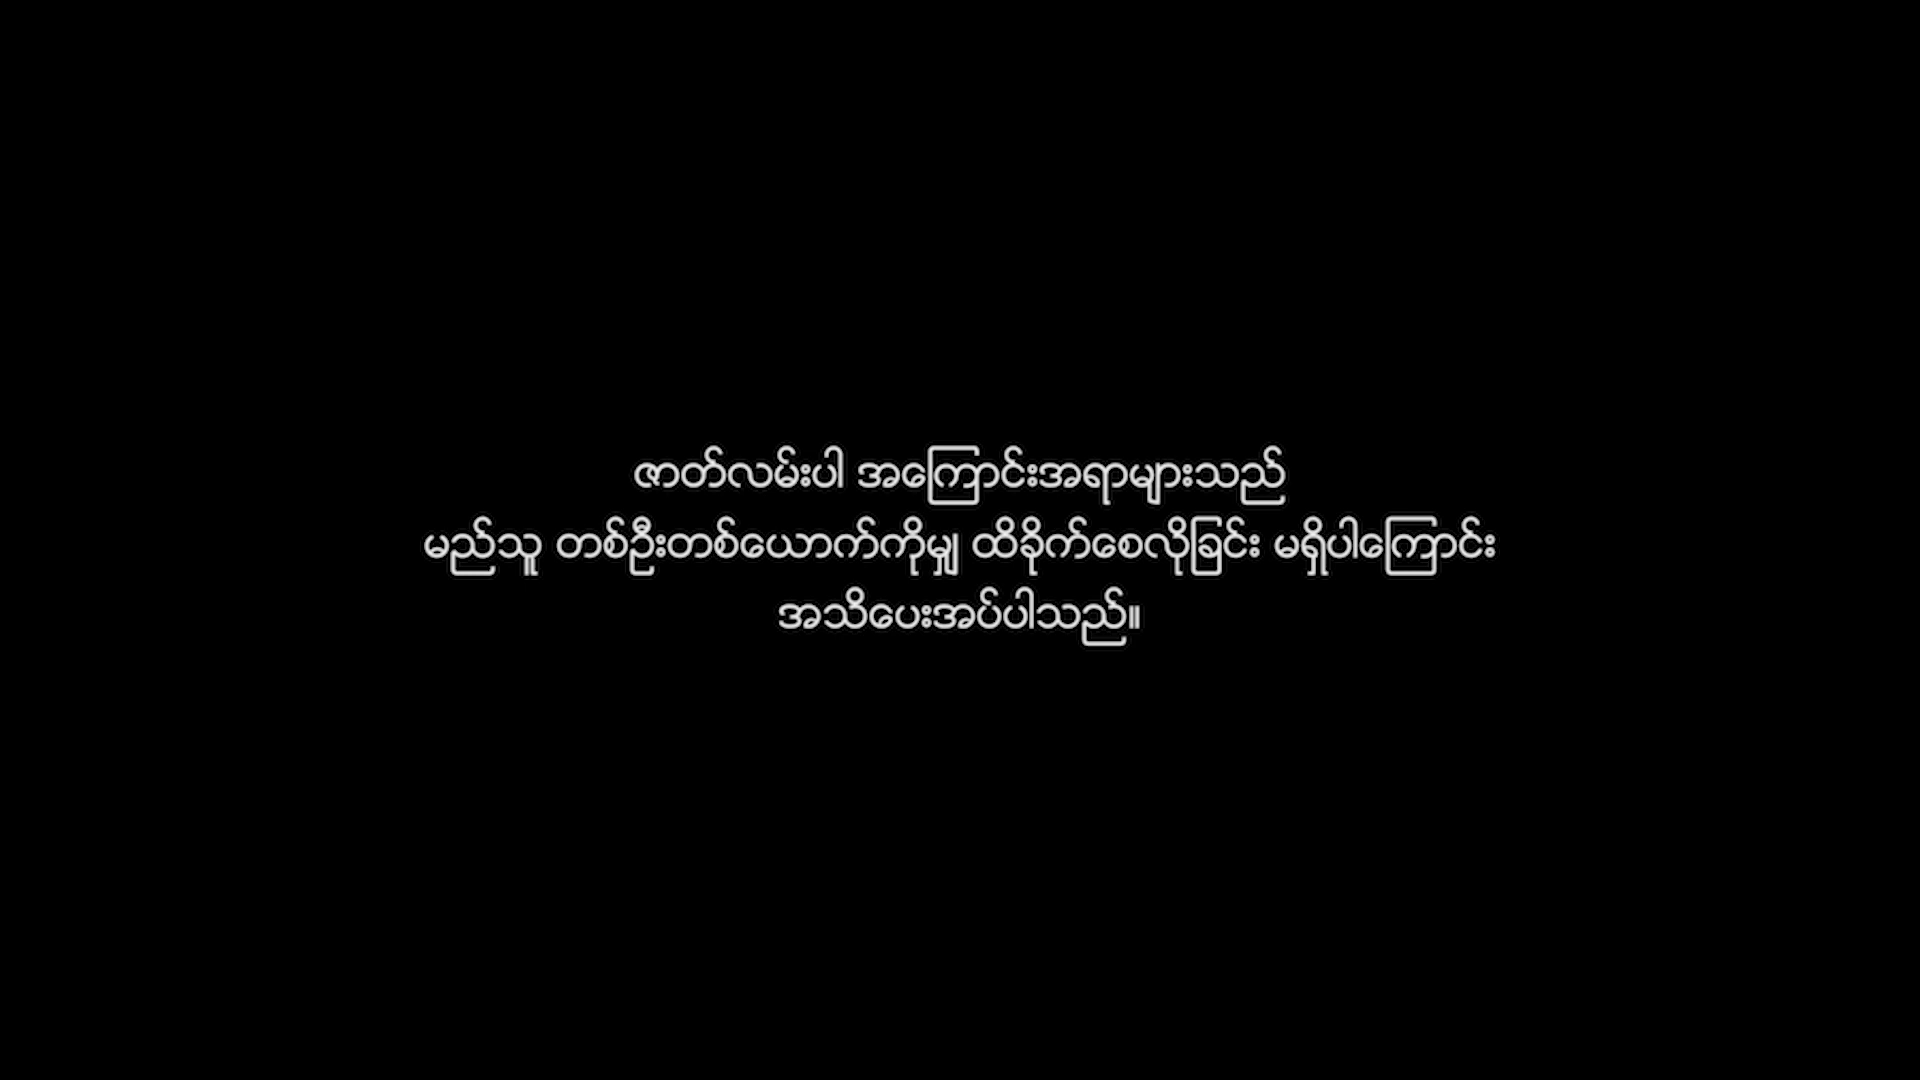 ဇာတ်လမ်းပါ အကြောင်းအရာများသည်
မည်သူ တစ်ဦးတစ်ယောက်ကိုမျှ ထိခိုက်စေလိုခြင်း မရှိပါကြောင်း
အသိပေးအပ်ပါသည်။